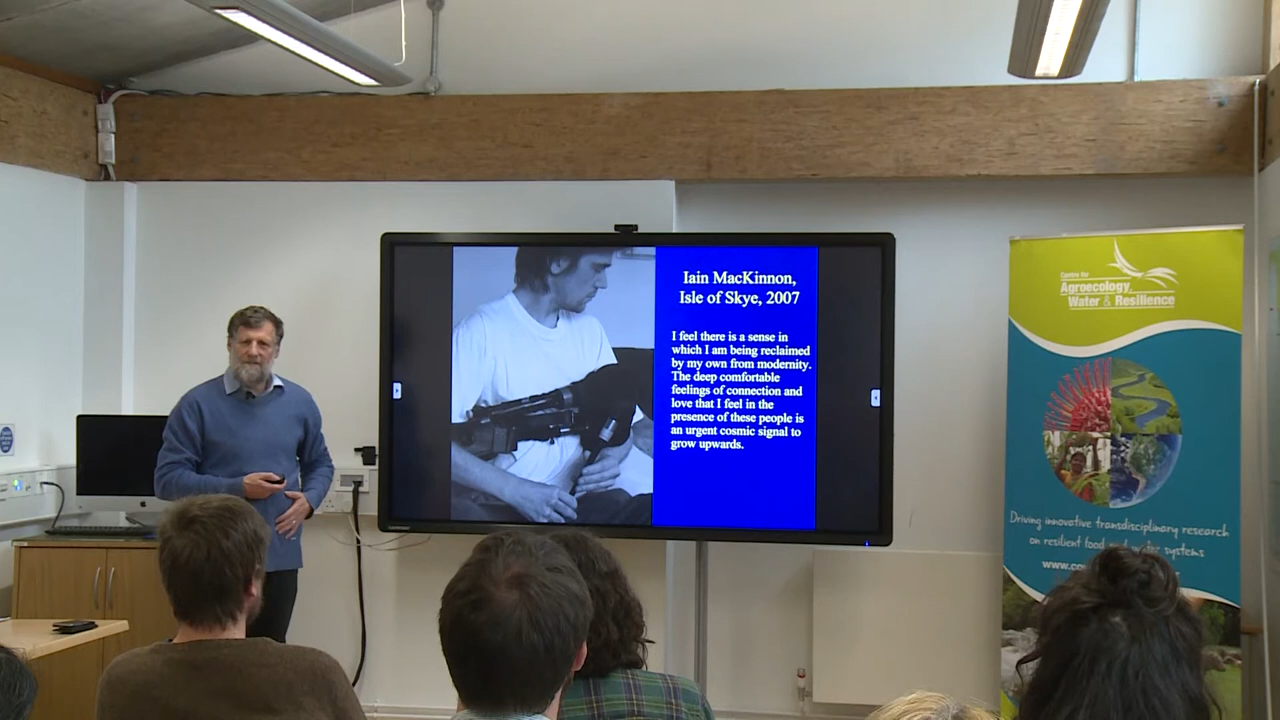 Iain MacKinnon,
Isle of Skye, 2007
I feel there is a sense in
which I am being reclaimed
by my own from modernity.
The deep comfortable
feelings of connection and
love that I feel in the
presence of these people is
an urgent cosmic signal to
grow upwards.
Centre for
Agroecology,
Water & Resilience
Driving innovative transdisciplinary research
on resilient food and water systems